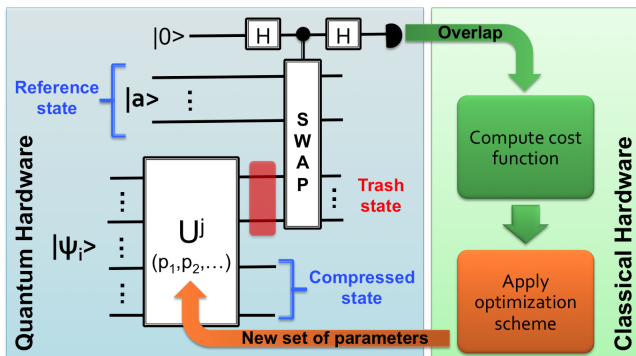 Quantum Hardware
|0>
H
H
Overlap
Reference
state
|a>
⋮
S
W
A
P
⋮
|ψi>
⋮
⋮
⋮
U^j
(p₁,p₂,...)
⋮
⋮
⋮
Trash
state
Compressed
state
New set of parameters
Compute cost
function
Apply
optimization
scheme
Classical Hardware